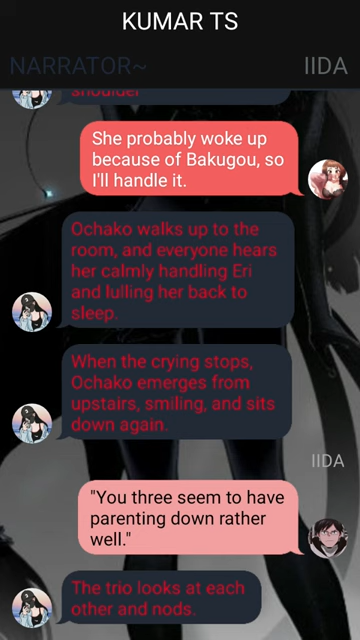 KUMAR TS
NARRATOR~
IIDA
shoulder
She probably woke up
because of Bakugou, so
I'll handle it.
Ochako walks up to the
room, and everyone hears
her calmly handling Eri
and lulling her back to
sleep.
When the crying stops,
Ochako emerges from
upstairs, smiling, and sits
down again.
IIDA
"You three seem to have
parenting down rather
well."
The trio looks at each
other and nods.